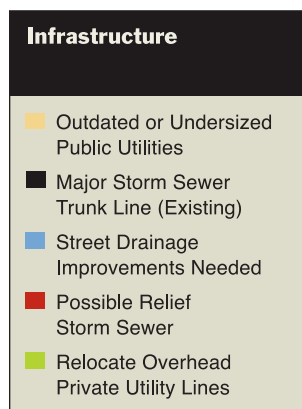 Infrastructure
Outdated or Undersized
Public Utilities
Major Storm Sewer
Trunk Line (Existing)
Street Drainage
Improvements Needed
Possible Relief
Storm Sewer
Relocate Overhead
Private Utility Lines